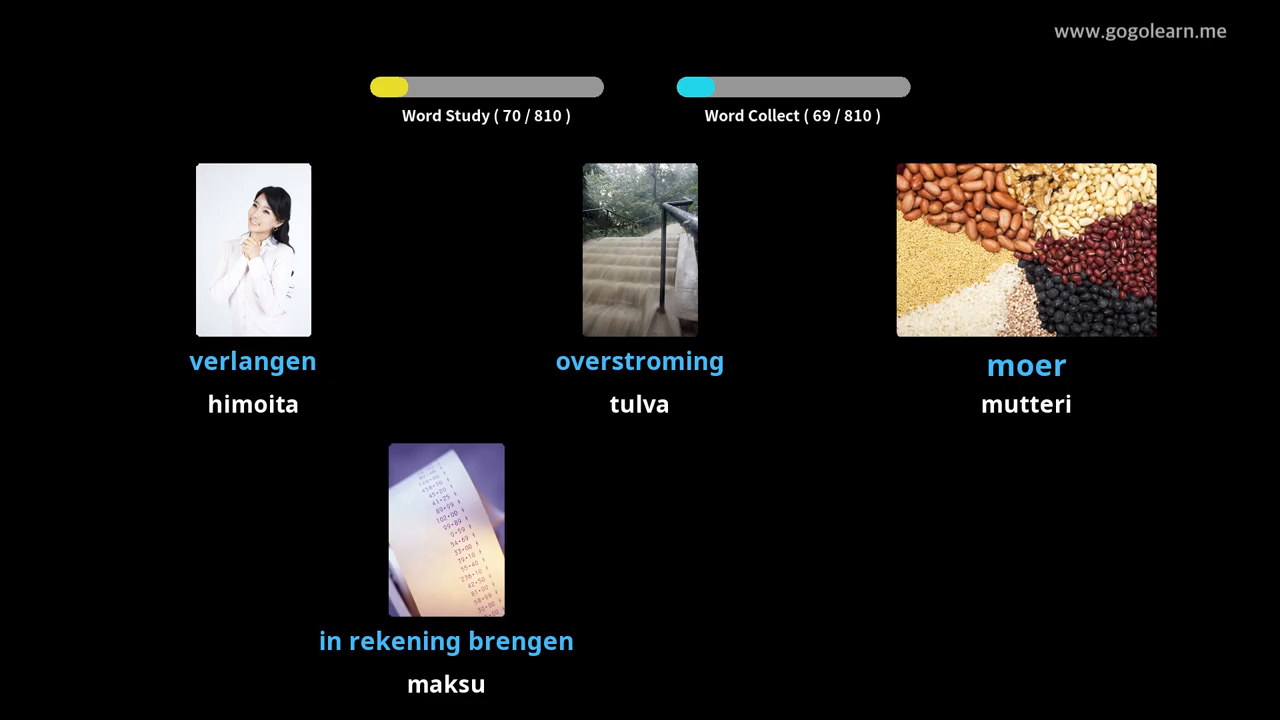 www.gogolearn.me
Word Study ( 70 / 810 )
Word Collect ( 69 / 810 )
verlangen
himoita
overstroming
tulva
moer
mutteri
in rekening brengen
maksu